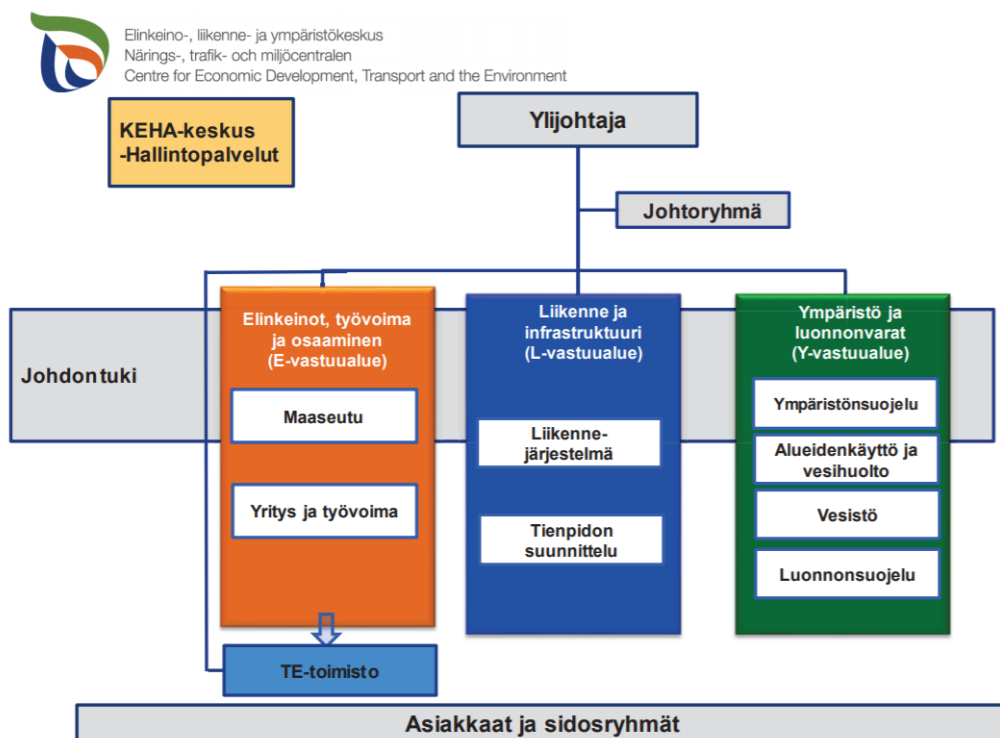 Elinkeino-, liikenne- ja ympäristökeskus
Närings-, trafik- och miljöcentralen
Centre for Economic Development, Transport and the Environment
KEHA-keskus
-Hallintopalvelut
Ylijohtaja
Johtoryhmä
Johdontuki
Elinkeinot, työvoima
ja osaaminen
(E-vastuualue)
Maaseutu
Yritys ja työvoima
TE-toimisto
Liikenne ja
infrastruktuuri
(L-vastuualue)
Liikenne-
järjestelmä
Tienpidon
suunnittelu
Ympäristö ja
luonnonvarat
(Y-vastuualue)
Ympäristönsuojelu
Alueidenkäyttö ja
vesihuolto
Vesistö
Luonnonsuojelu
Asiakkaat ja sidosryhmät